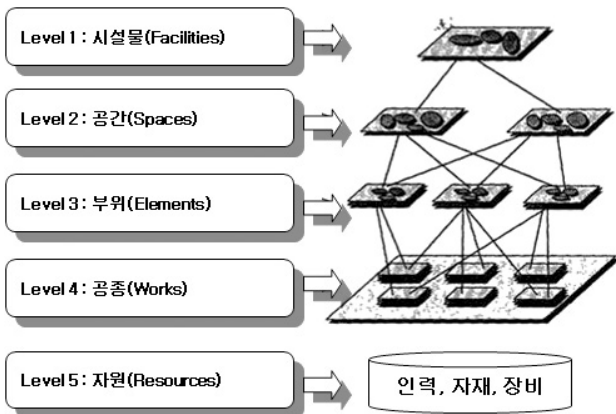 Level 1 : 시설물(Facilities)
Level 2 : 공간(Spaces)
Level 3 : 부위(Elements)
Level 4 : 공종(Works)
Level 5 : 자원(Resources)
인력, 자재, 장비